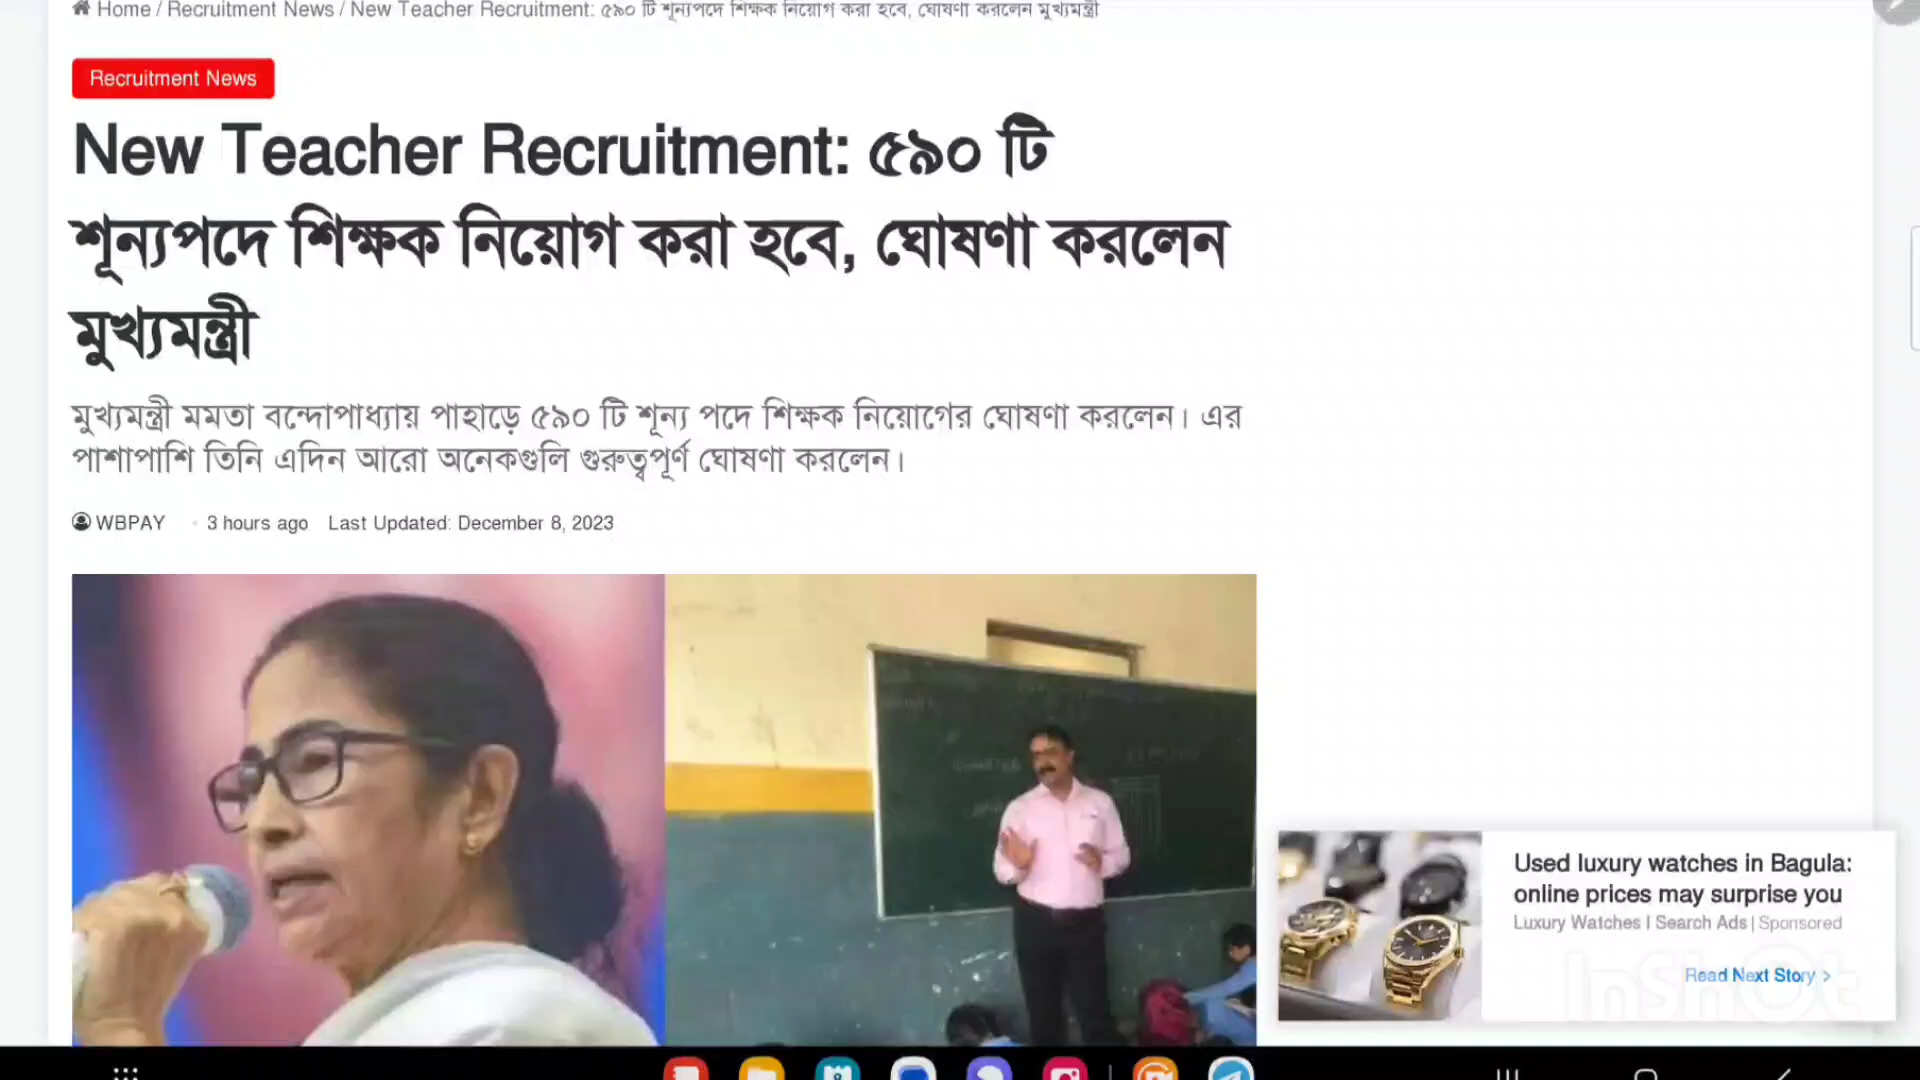 Home / Recruitment News / New Teacher Recruitment: ৫৯০ টি শূন্যপদে শিক্ষক নিয়োগ করা হবে, ঘোষণা করলেন মুখ্যমন্ত্রী
Recruitment News
New Teacher Recruitment: ৫৯০ টি
শূন্যপদে শিক্ষক নিয়োগ করা হবে, ঘোষণা করলেন
মুখ্যমন্ত্রী
মুখ্যমন্ত্রী মমতা বন্দোপাধ্যায় পাহাড়ে ৫৯০ টি শূন্য পদে শিক্ষক নিয়োগের ঘোষণা করলেন। এর
পাশাপাশি তিনি এদিন আরো অনেকগুলি গুরুত্বপূর্ণ ঘোষণা করলেন।
WBPAY 3 hours ago Last Updated: December 8, 2023
Used luxury watches in Bagula:
online prices may surprise you
Luxury Watches | Search Ads | Sponsored
Read Next Story >
InShOt